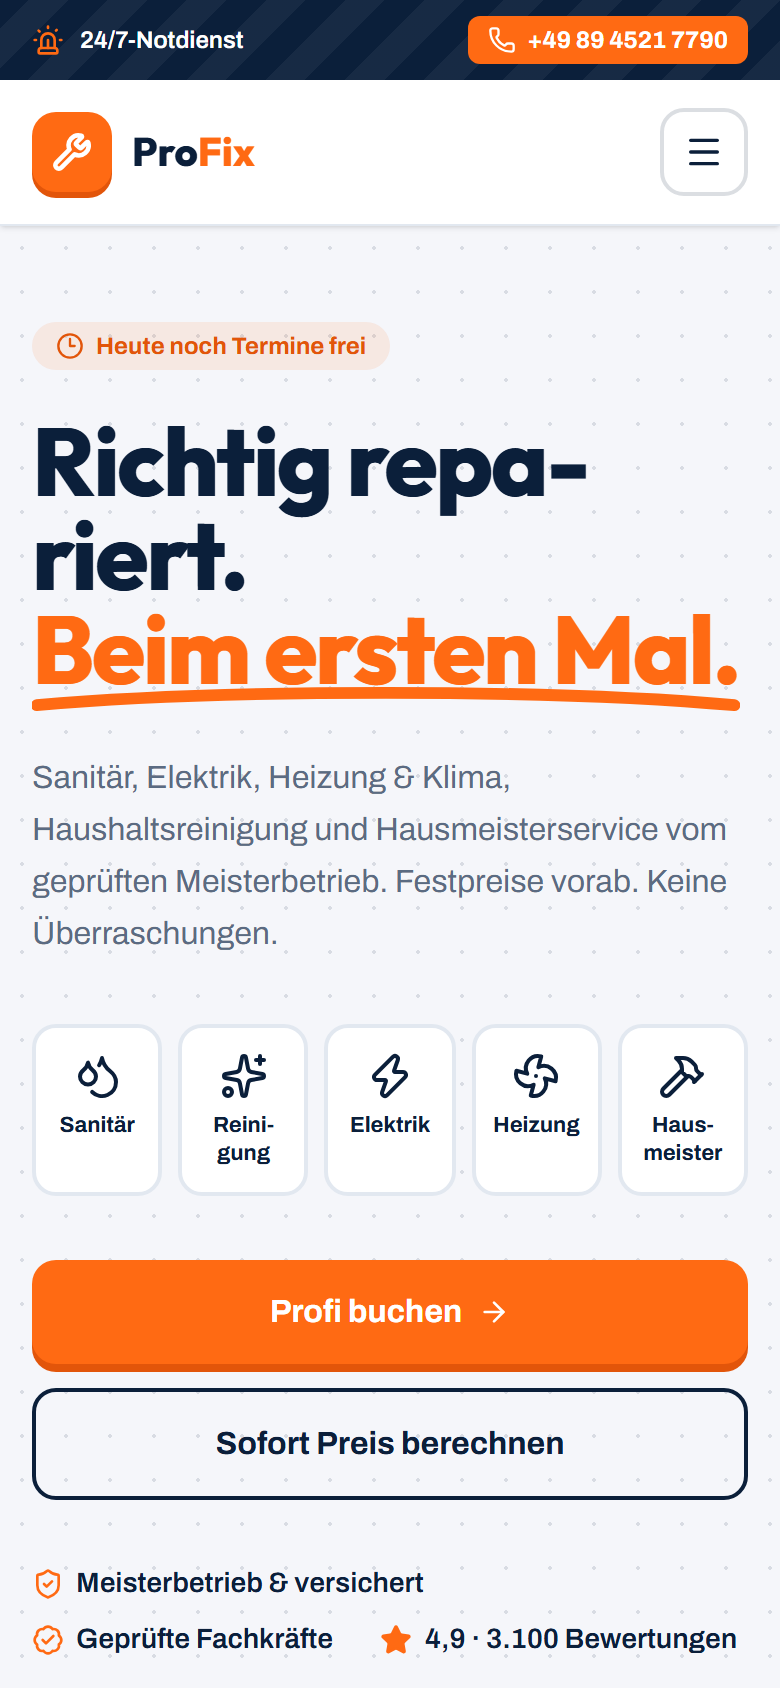 24/7-Notdienst
+49 89 4521 7790
ProFix
Heute noch Termine frei
Richtig repa-
riert.
Beim ersten Mal.
Sanitär, Elektrik, Heizung & Klima,
Haushaltsreinigung und Hausmeisterservice vom
geprüften Meisterbetrieb. Festpreise vorab. Keine
Überraschungen.
Sanitär
Reini-
gung
Elektrik
Heizung
Haus-
meister
Profi buchen
Sofort Preis berechnen
Meisterbetrieb & versichert
Geprüfte Fachkräfte
4,9 · 3.100 Bewertungen